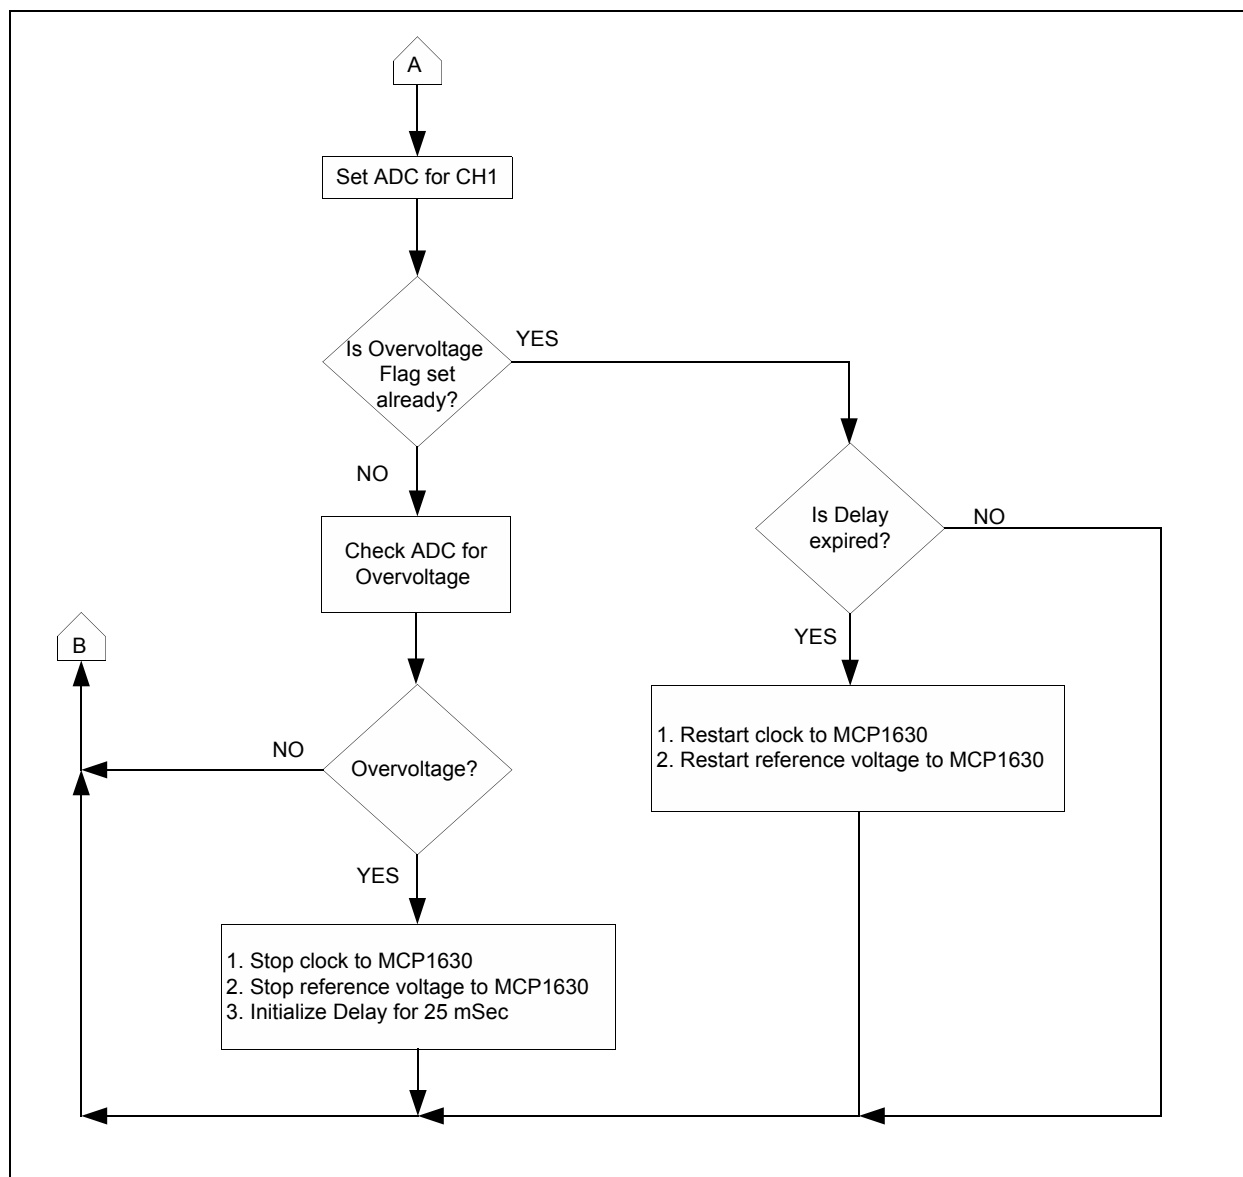 A
Set ADC for CH1
Is Overvoltage
Flag set
already?
YES
NO
Check ADC for
Overvoltage
Is Delay
expired?
NO
YES
B
1. Restart clock to MCP1630
2. Restart reference voltage to MCP1630
NO
Overvoltage?
YES
1. Stop clock to MCP1630
2. Stop reference voltage to MCP1630
3. Initialize Delay for 25 mSec